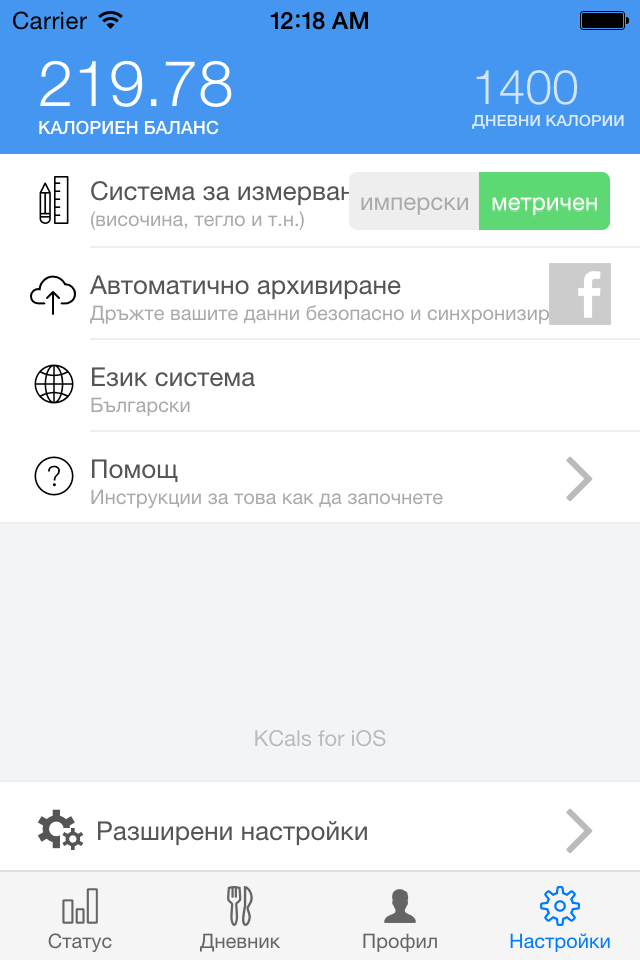 Carrier 12:18 AM
219.78 1400
КАЛОРИЕН БАЛАНС ДНЕВНИ КАЛОРИИ
Система за измерван имперски метричен
(височина, тегло и т.н.)
Автоматично архивиране
Дръжте вашите данни безопасно и синхронизир
Език система
Български
Помощ
Инструкции за това как да започнете
KCals for iOS
Разширени настройки
Статус Дневник Профил Настройки